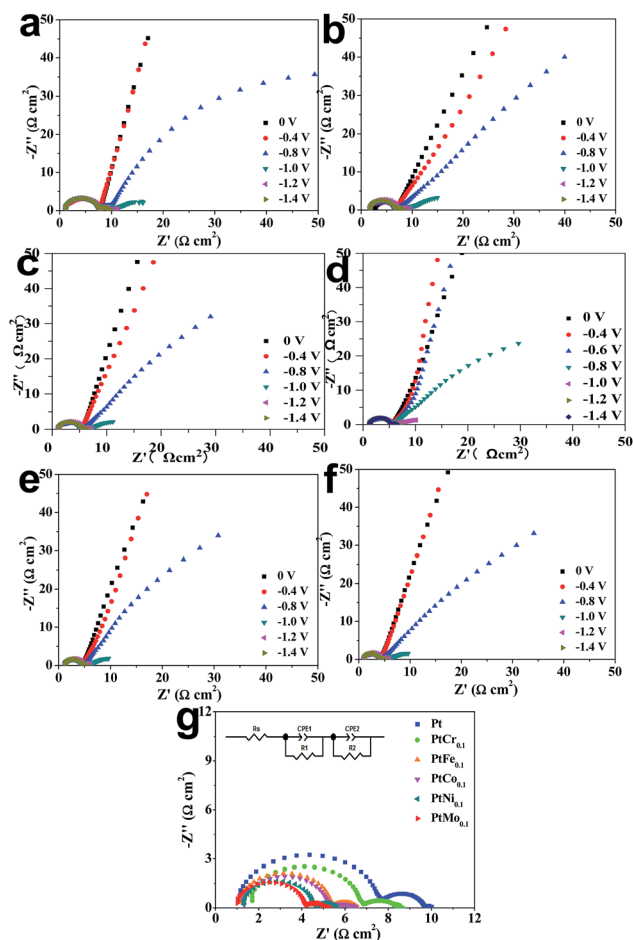 a
50
40
30
20
10
0
-Z'' (Ω cm²)
0 V
-0.4 V
-0.8 V
-1.0 V
-1.2 V
-1.4 V
0 10 20 30 40 50
Z' (Ω cm²)
b
50
40
30
20
10
0
-Z'' (Ω cm²)
0 V
-0.4 V
-0.8 V
-1.0 V
-1.2 V
-1.4 V
0 10 20 30 40 50
Z' (Ω cm²)
c
50
40
30
20
10
0
-Z''( Ωcm²)
0 V
-0.4 V
-0.8 V
-1.0 V
-1.2 V
-1.4 V
0 10 20 30 40 50
Z'( Ωcm²)
d
50
40
30
20
10
0
-Z''( Ωcm²)
0 V
-0.4 V
-0.6 V
-0.8 V
-1.0 V
-1.2 V
-1.4 V
0 10 20 30 40 50
Z'( Ωcm²)
e
50
40
30
20
10
0
-Z'' (Ω cm²)
0 V
-0.4 V
-0.8 V
-1.0 V
-1.2 V
-1.4 V
0 10 20 30 40 50
Z' (Ω cm²)
f
50
40
30
20
10
0
-Z'' (Ω cm²)
0 V
-0.4 V
-0.8 V
-1.0 V
-1.2 V
-1.4 V
0 10 20 30 40 50
Z' (Ω cm²)
g
12
9
6
3
0
-Z'' (Ω cm²)
Rs CPE1 CPE2
R1 R2
Pt
PtCr₀.₁
PtFe₀.₁
PtCo₀.₁
PtNi₀.₁
PtMo₀.₁
0 2 4 6 8 10 12
Z' (Ω cm²)